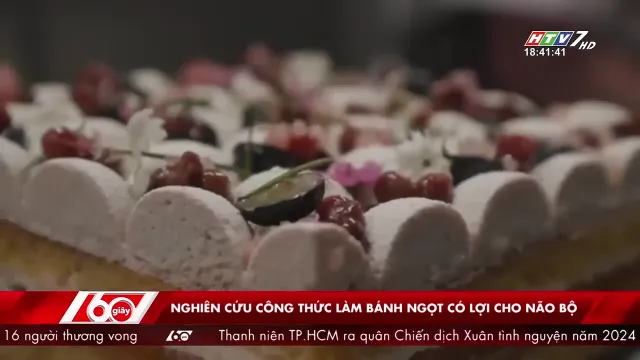 HTV7 HD
18:41:41
60 giây
NGHIÊN CỨU CÔNG THỨC LÀM BÁNH NGỌT CÓ LỢI CHO NÃO BỘ
16 người thương vong 60 Thanh niên TP.HCM ra quân Chiến dịch Xuân tình nguyện năm 2024